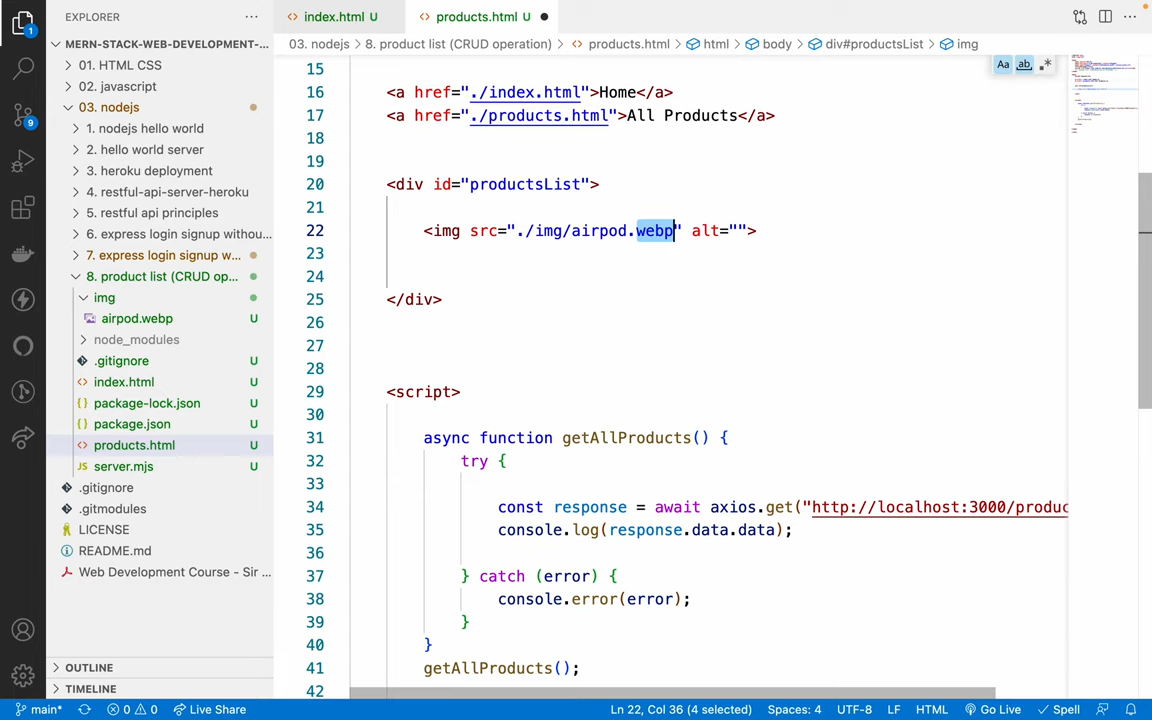 EXPLORER
MERN-STACK-WEB-DEVELOPMENT-...
01. HTML CSS
02. javascript
03. nodejs
1. nodejs hello world
2. hello world server
3. heroku deployment
4. restful-api-server-heroku
5. restful api principles
6. express login signup withou...
7. express login signup w...
8. product list (CRUD op...
img
airpod.webp U
node_modules
.gitignore U
index.html U
package-lock.json U
package.json U
products.html U
JS server.mjs U
.gitignore
.gitmodules
LICENSE
README.md
Web Development Course - Sir ...
OUTLINE
TIMELINE
index.html U
products.html U
03. nodejs > 8. product list (CRUD operation) > products.html > html > body > div#productsList > img
Aa ab .*
15
16 <a href="./index.html">Home</a>
17 <a href="./products.html">All Products</a>
18
19
20 <div id="productsList">
21
22 <img src="./img/airpod.webp" alt="">
23
24
25 </div>
26
27
28
29 <script>
30
31 async function getAllProducts() {
32 try {
33
34 const response = await axios.get("http://localhost:3000/produc
35 console.log(response.data.data);
36
37 } catch (error) {
38 console.error(error);
39 }
40 }
41 getAllProducts();
42
1
9
main* 0 0 Live Share Ln 22, Col 36 (4 selected) Spaces: 4 UTF-8 LF HTML Go Live Spell